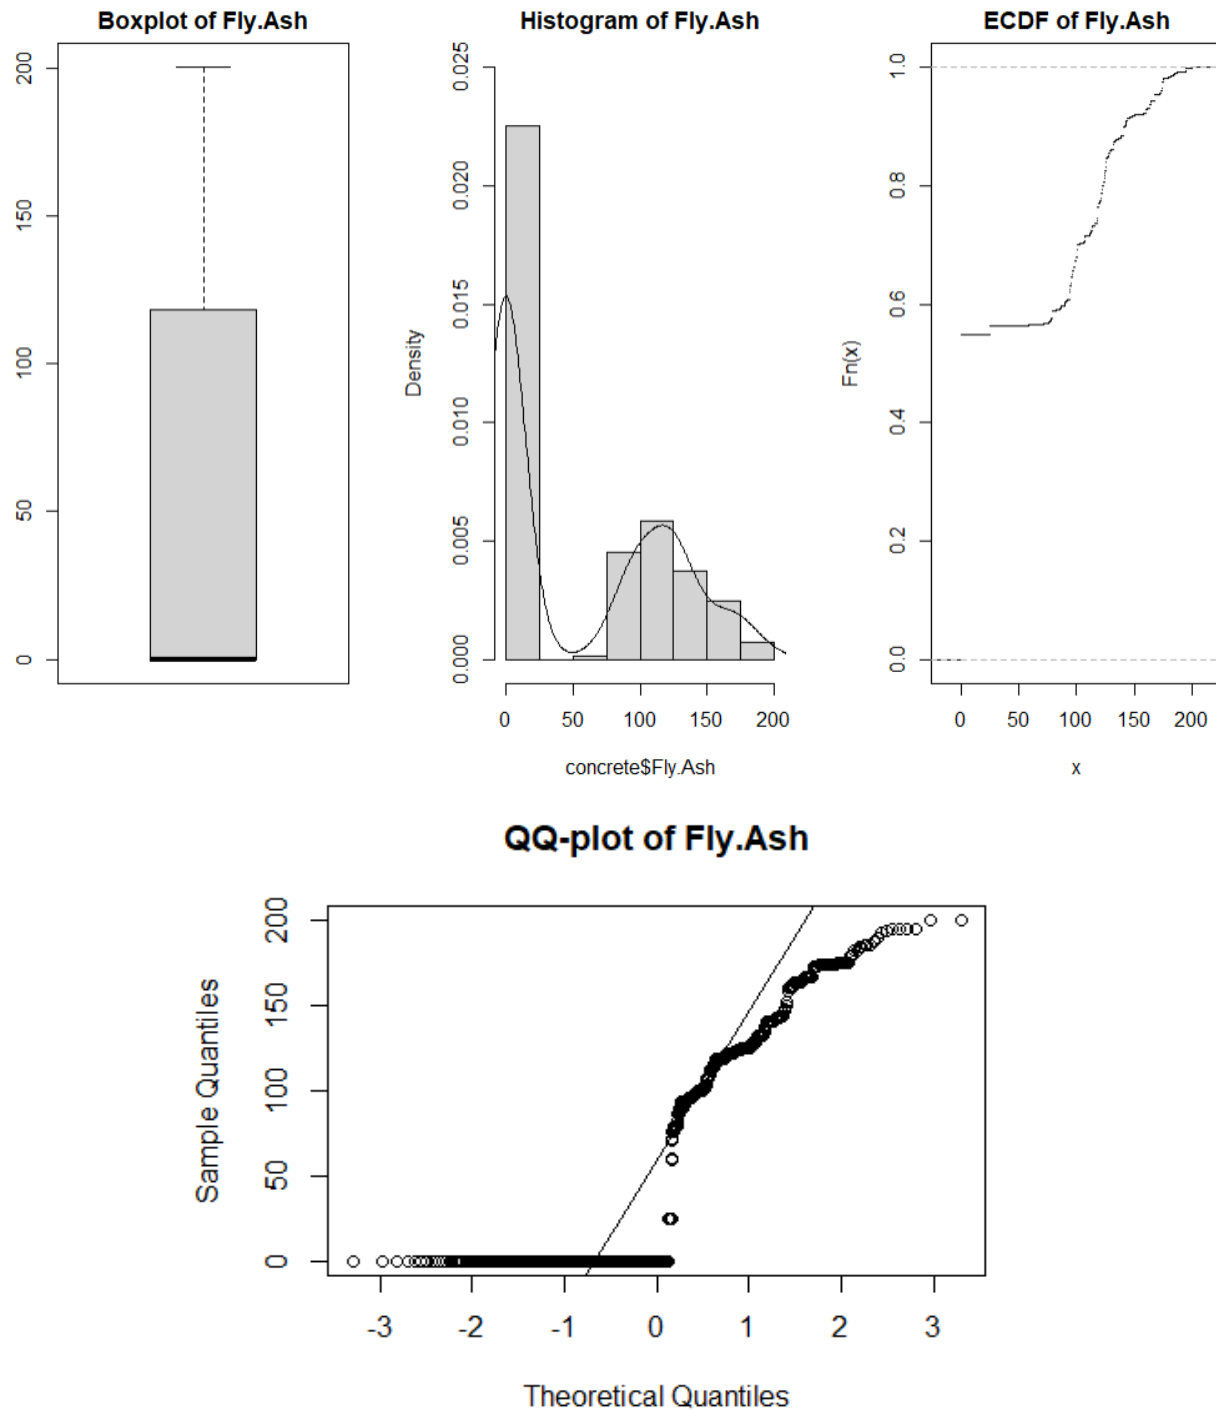 Boxplot of Fly.Ash
200
150
100
50
0
Histogram of Fly.Ash
Density
0.025
0.020
0.015
0.010
0.005
0.000
0 50 100 150 200
concrete$Fly.Ash
ECDF of Fly.Ash
Fn(x)
1.0
0.8
0.6
0.4
0.2
0.0
0 50 100 150 200
x
QQ-plot of Fly.Ash
Sample Quantiles
200
150
100
50
0
-3 -2 -1 0 1 2 3
Theoretical Quantiles